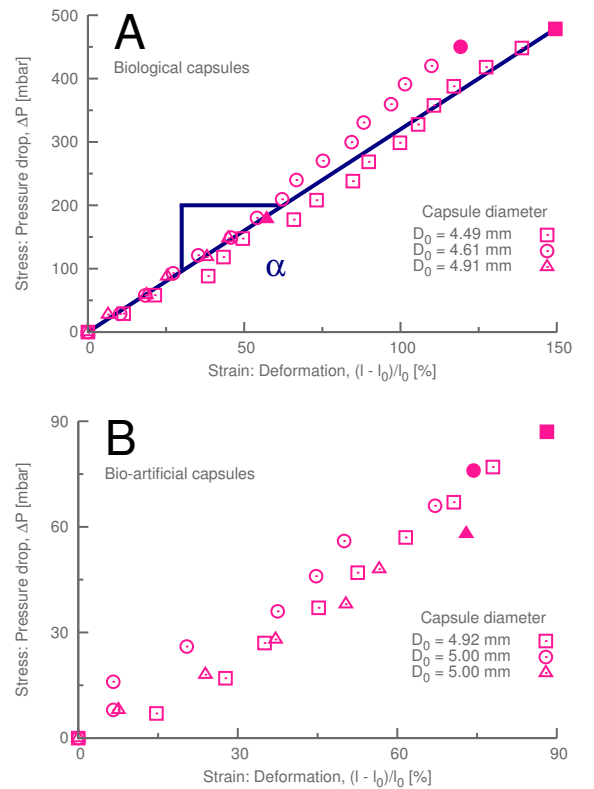 A
Biological capsules
Stress: Pressure drop, ΔP [mbar]
500
400
300
200
100
0
α
Capsule diameter
D₀ = 4.49 mm
D₀ = 4.61 mm
D₀ = 4.91 mm
0 50 100 150
Strain: Deformation, (l - l₀)/l₀ [%]
B
Bio-artificial capsules
Stress: Pressure drop, ΔP [mbar]
90
60
30
0
Capsule diameter
D₀ = 4.92 mm
D₀ = 5.00 mm
D₀ = 5.00 mm
0 30 60 90
Strain: Deformation, (l - l₀)/l₀ [%]